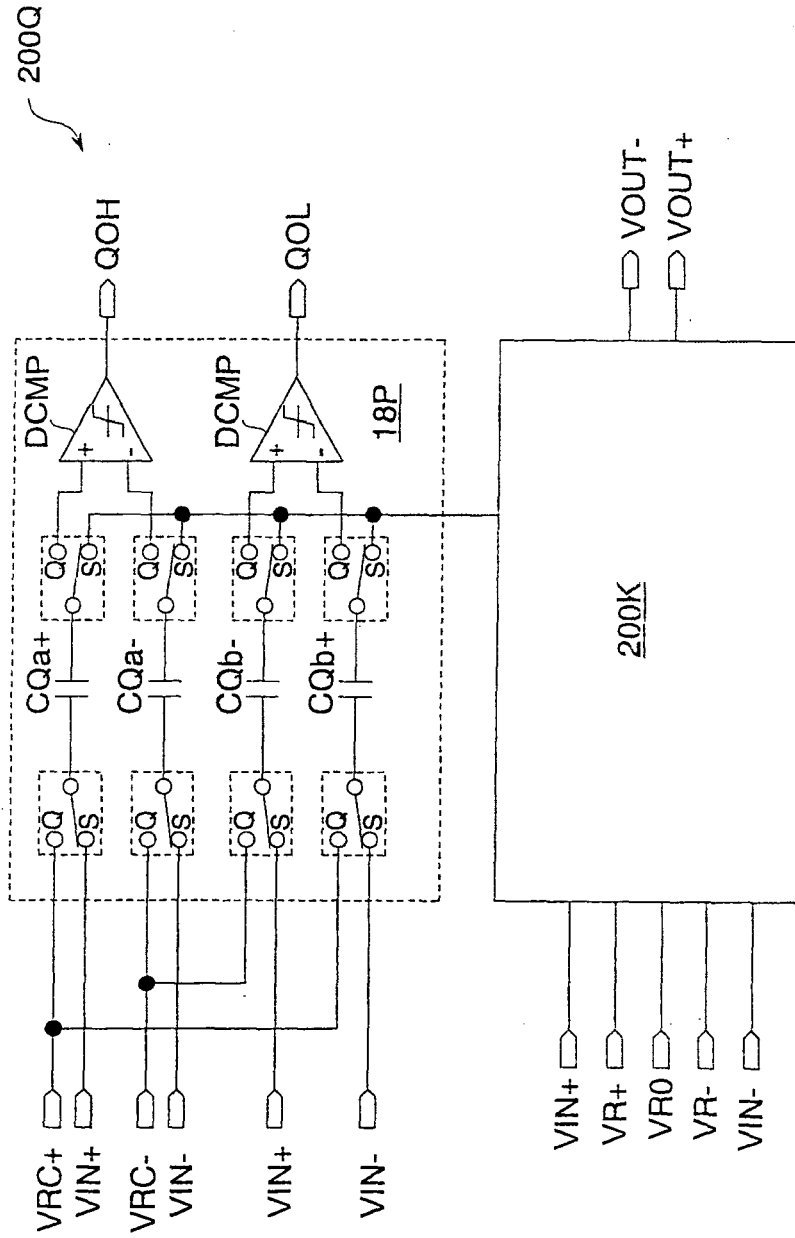 200Q
VRC+
VIN+
VRC-
VIN-
VIN+
VIN-
Q
S
Q
S
Q
S
Q
S
CQa+
CQa-
CQb-
CQb+
Q
S
Q
S
Q
S
Q
S
DCMP
+
-
DCMP
+
-
18P
QOH
QOL
VIN+
VR+
VR0
VR-
VIN-
200K
VOUT-
VOUT+